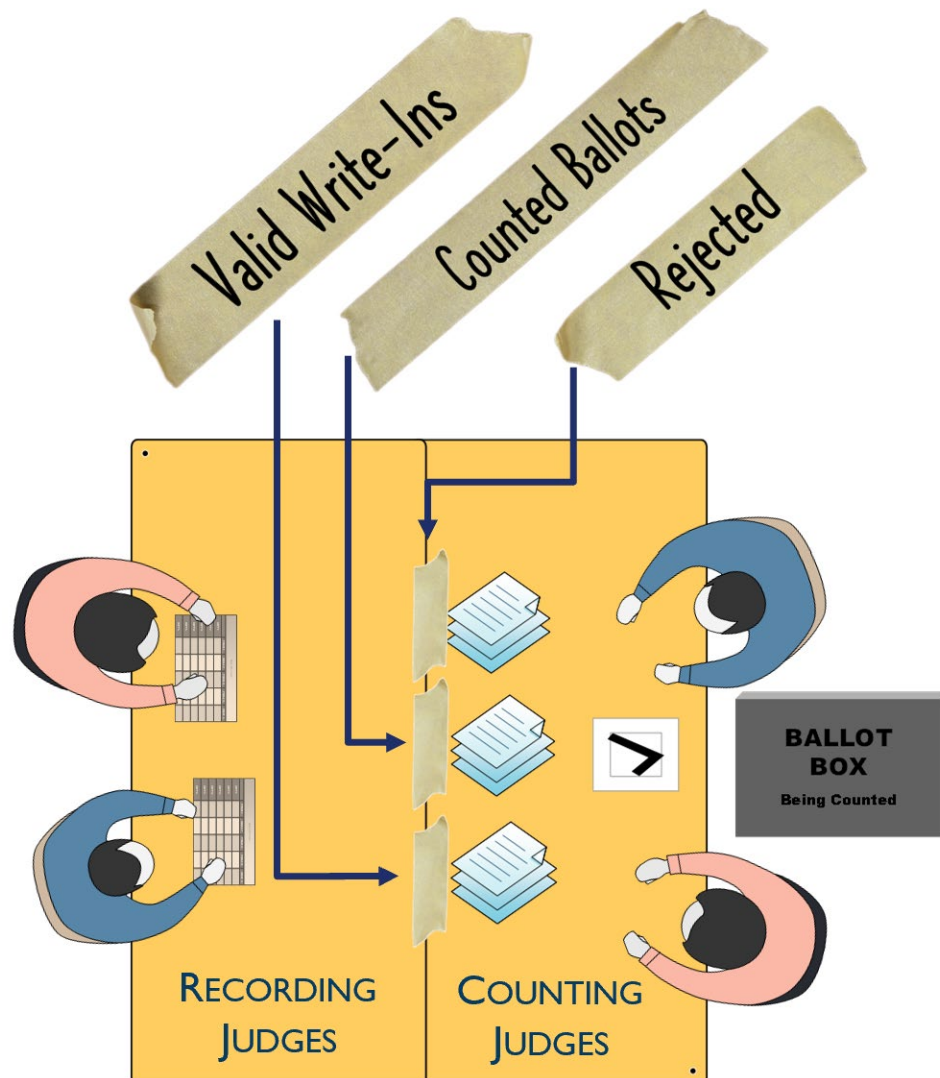 Valid Write-Ins
Counted Ballots
Rejected
BALLOT
BOX
Being Counted
RECORDING
JUDGES
COUNTING
JUDGES